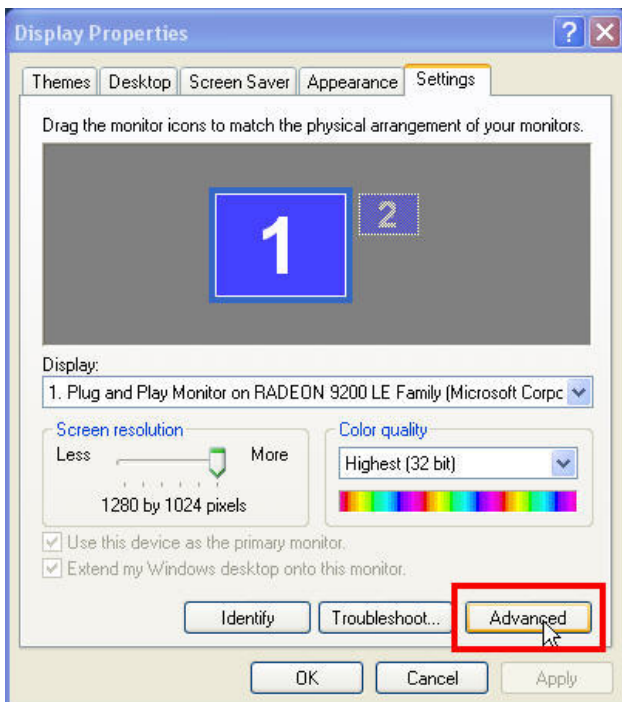 Display Properties
Themes Desktop Screen Saver Appearance Settings
Drag the monitor icons to match the physical arrangement of your monitors.
1 2
Display:
1. Plug and Play Monitor on RADEON 9200 LE Family (Microsoft Corpc
Screen resolution Color quality
Less More Highest (32 bit)
1280 by 1024 pixels
Use this device as the primary monitor.
Extend my Windows desktop onto this monitor.
Identify Troubleshoot... Advanced
OK Cancel Apply